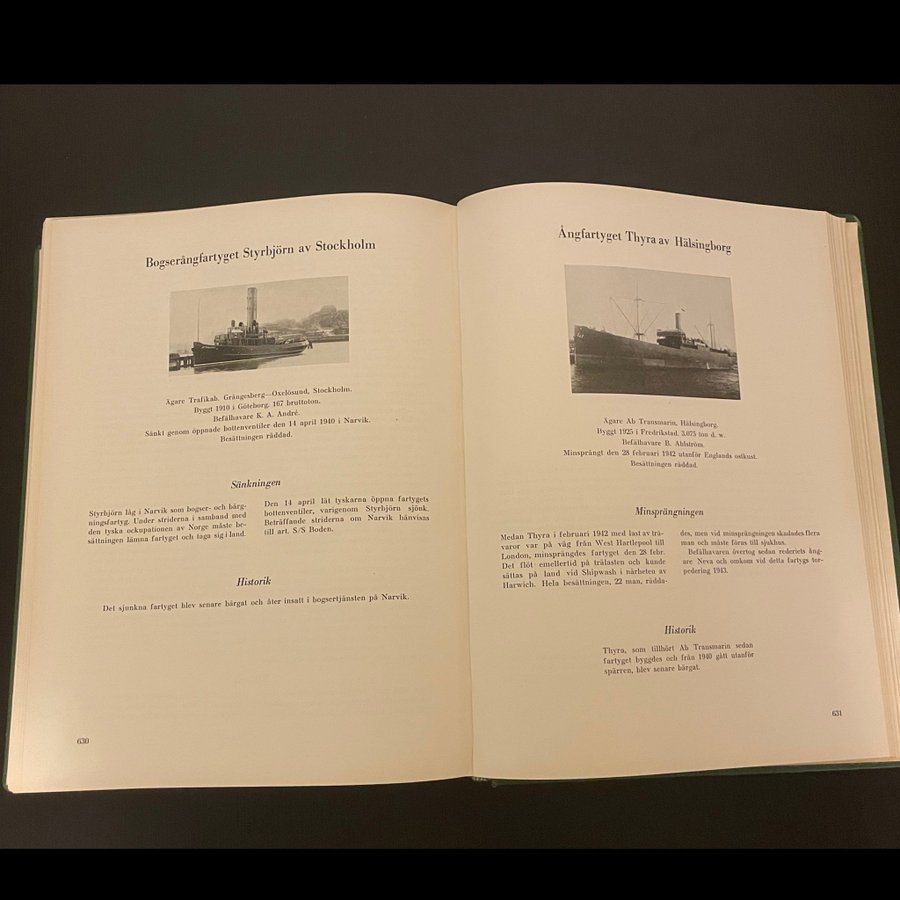 Bogserångfartyget Styrbjörn av Stockholm
Ägare Trafikab. Grängesberg—Oxelösund, Stockholm.
Byggt 1910 i Göteborg. 167 bruttoton.
Befälhavare K. A. André.
Sänkt genom öppnade bottenventiler den 14 april 1940 i Narvik.
Besättningen räddad.
Sänkningen
Styrbjörn låg i Narvik som bogser- och bärg-
ningsfartyg. Under striderna i samband med
den tyska ockupationen av Norge måste be-
sättningen lämna fartyget och taga sig i land.
Den 14 april lät tyskarna öppna fartygets
bottenventiler, varigenom Styrbjörn sjönk.
Beträffande striderna om Narvik hänvisas
till art. S/S Boden.
Historik
Det sjunkna fartyget blev senare bärgat och åter insatt i bogsertjänsten på Narvik.
630
Ångfartyget Thyra av Hälsingborg
Ägare Ab Transmarin, Hälsingborg.
Byggt 1925 i Fredrikstad. 3.075 ton d. w.
Befälhavare B. Ahlström.
Minsprängt den 28 februari 1942 utanför Englands ostkust.
Besättningen räddad.
Minsprängningen
Medan Thyra i februari 1942 med last av trä-
varor var på väg från West Hartlepool till
London, minsprängdes fartyget den 28 febr.
Det flöt emellertid på trälasten och kunde
sättas på land vid Shipwash i närheten av
Harwich. Hela besättningen, 22 man, rädda-
des, men vid minsprängningen skadades flera
man och måste föras till sjukhus.
Befälhavaren övertog sedan rederiets ång-
are Neva och omkom vid detta fartygs tor-
pedering 1943.
Historik
Thyra, som tillhört Ab Transmarin sedan
fartyget byggdes och från 1940 gått utanför
spärren, blev senare bärgat.
631